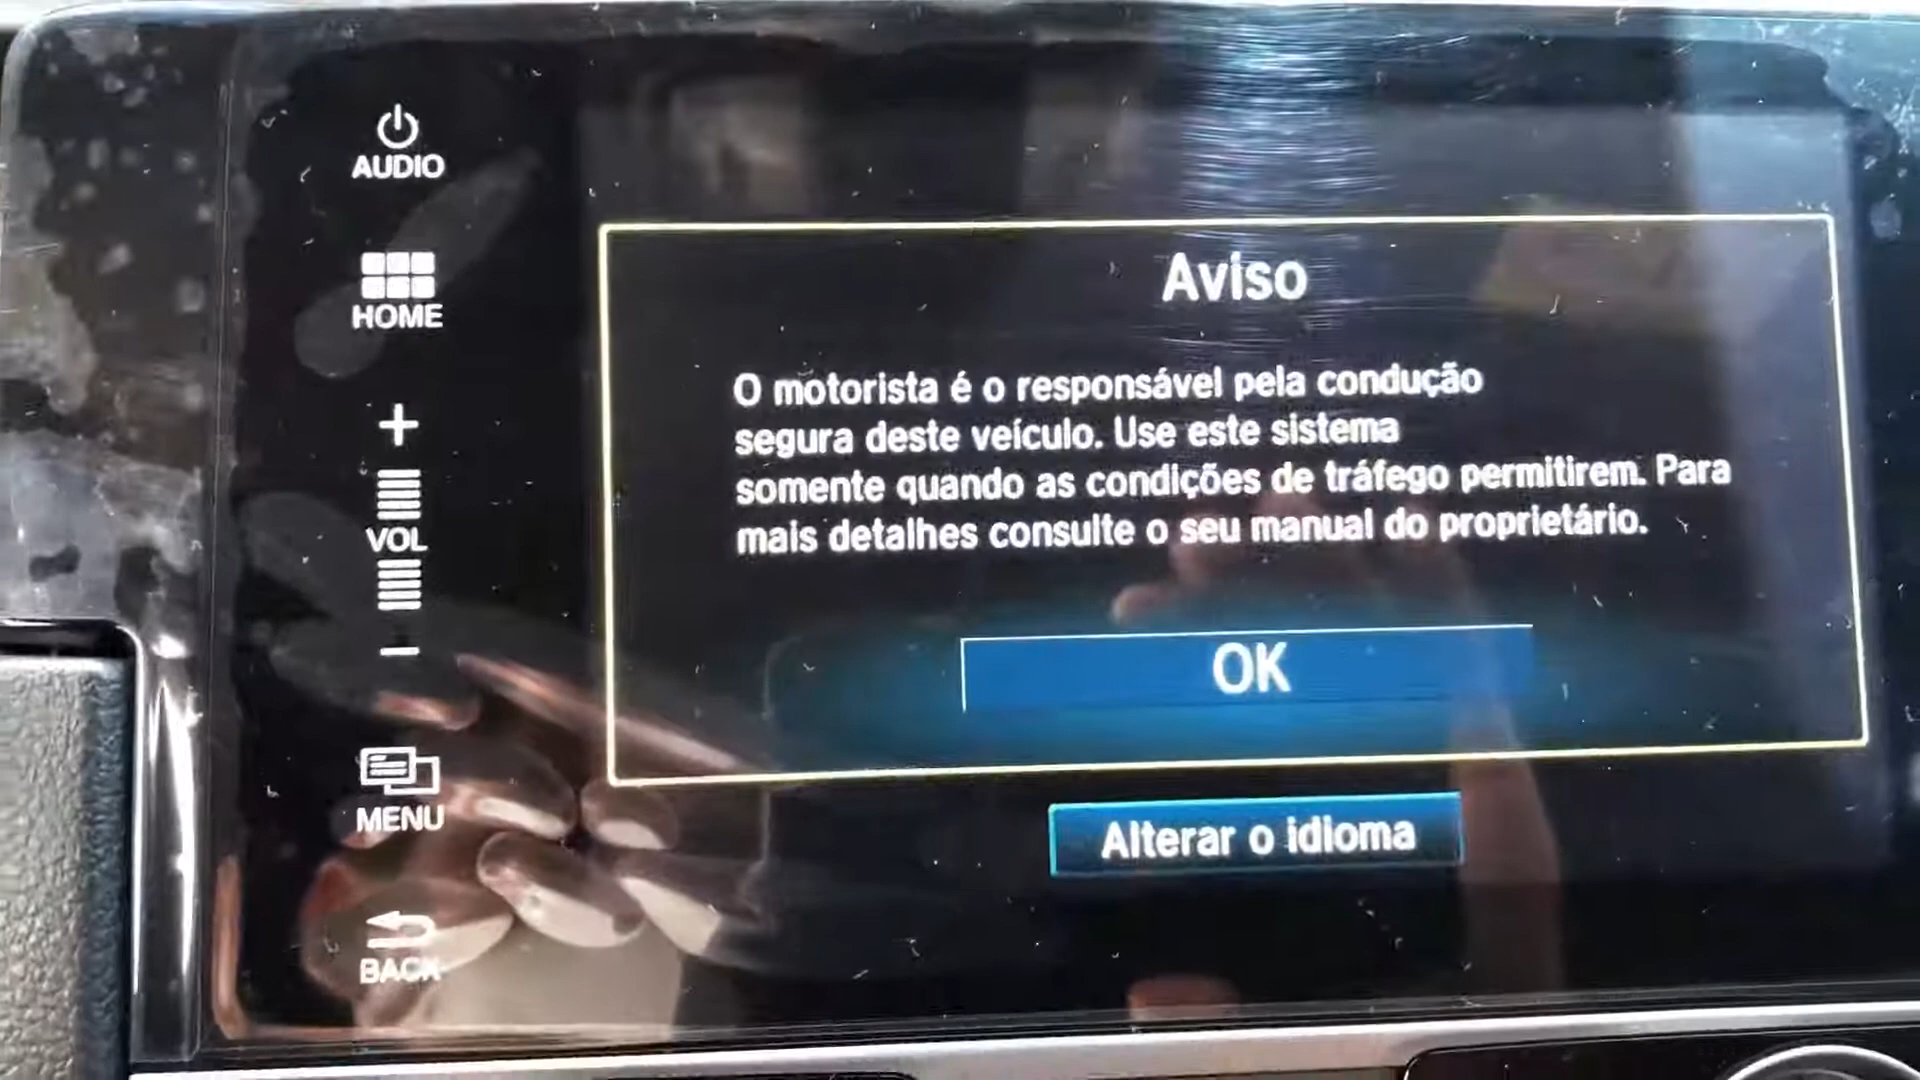 AUDIO
HOME
+
VOL
−
MENU
BACK
Aviso
O motorista é o responsável pela condução
segura deste veículo. Use este sistema
somente quando as condições de tráfego permitirem. Para
mais detalhes consulte o seu manual do proprietário.
OK
Alterar o idioma